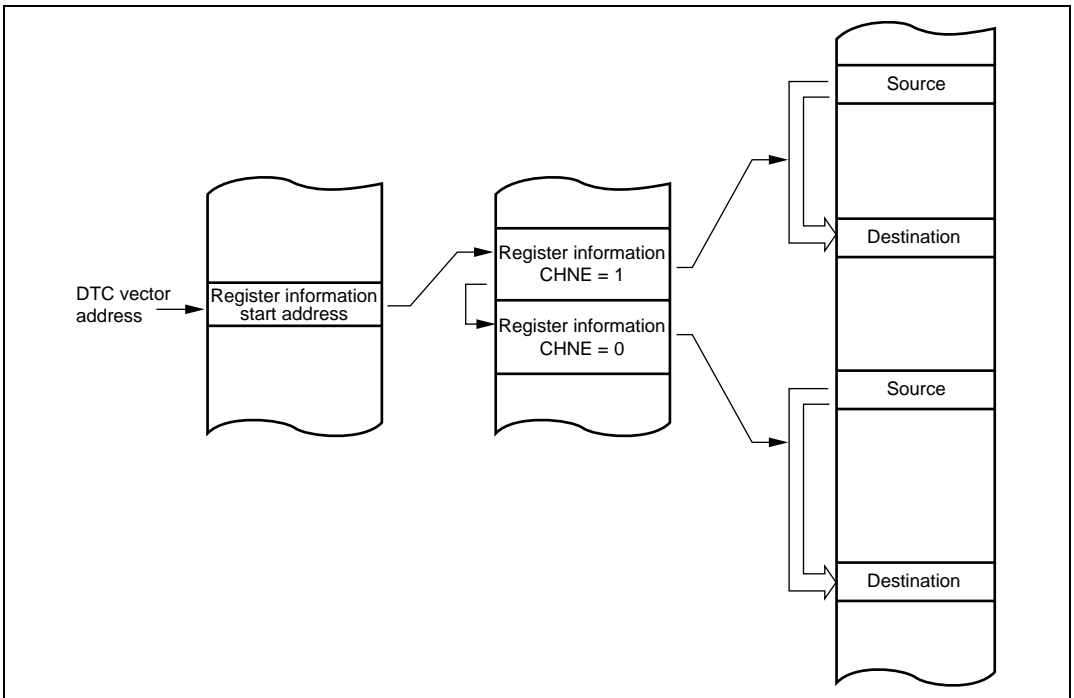 DTC vector
address
Register information
start address
Register information
CHNE = 1
Register information
CHNE = 0
Source
Destination
Source
Destination